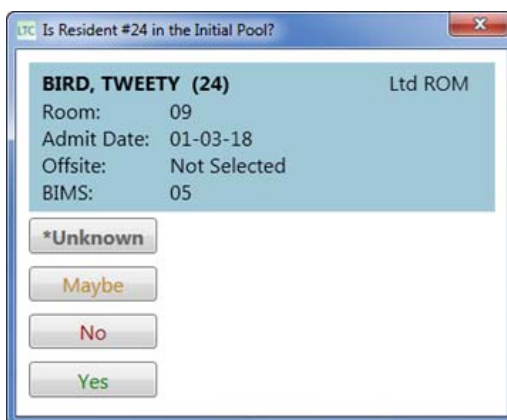 LTC Is Resident #24 in the Initial Pool?
BIRD, TWEETY (24) Ltd ROM
Room: 09
Admit Date: 01-03-18
Offsite: Not Selected
BIMS: 05
*Unknown
Maybe
No
Yes